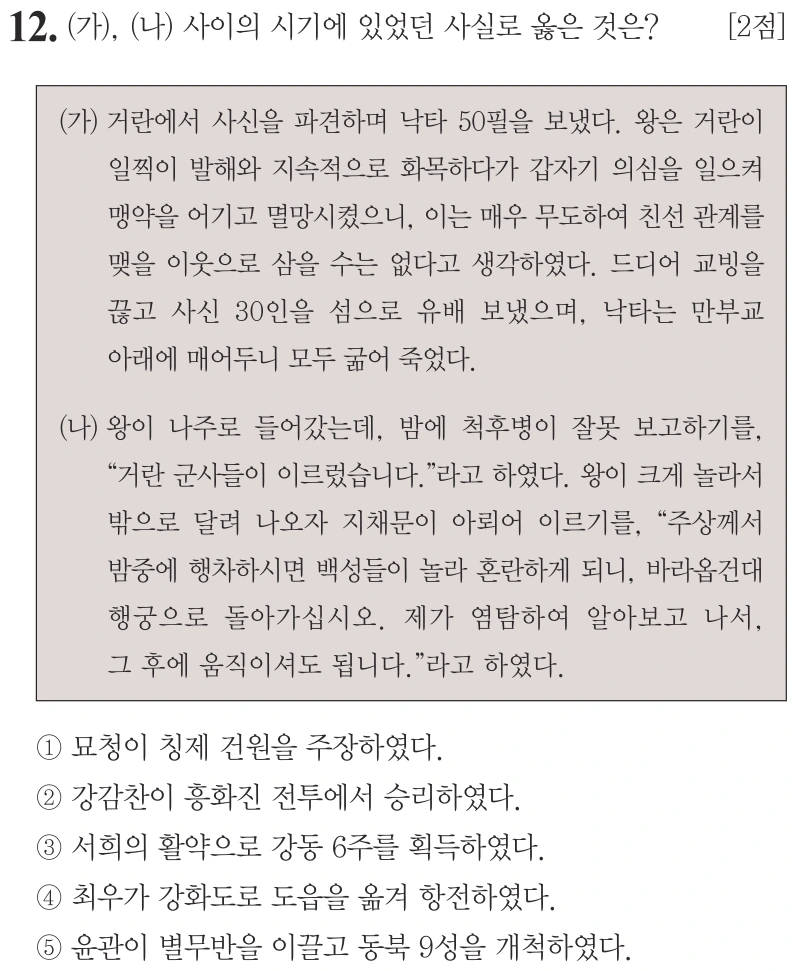 12. (가), (나) 사이의 시기에 있었던 사실로 옳은 것은? [2점]
(가) 거란에서 사신을 파견하며 낙타 50필을 보냈다. 왕은 거란이
일찍이 발해와 지속적으로 화목하다가 갑자기 의심을 일으켜
맹약을 어기고 멸망시켰으니, 이는 매우 무도하여 친선 관계를
맺을 이웃으로 삼을 수는 없다고 생각하였다. 드디어 교빙을
끊고 사신 30인을 섬으로 유배 보냈으며, 낙타는 만부교
아래에 매어두니 모두 굶어 죽었다.
(나) 왕이 나주로 들어갔는데, 밤에 척후병이 잘못 보고하기를,
“거란 군사들이 이르렀습니다.”라고 하였다. 왕이 크게 놀라서
밖으로 달려 나오자 지채문이 아뢰어 이르기를, “주상께서
밤중에 행차하시면 백성들이 놀라 혼란하게 되니, 바라옵건대
행궁으로 돌아가십시오. 제가 염탐하여 알아보고 나서,
그 후에 움직이셔도 됩니다.”라고 하였다.
① 묘청이 칭제 건원을 주장하였다.
② 강감찬이 흥화진 전투에서 승리하였다.
③ 서희의 활약으로 강동 6주를 획득하였다.
④ 최우가 강화도로 도읍을 옮겨 항전하였다.
⑤ 윤관이 별무반을 이끌고 동북 9성을 개척하였다.